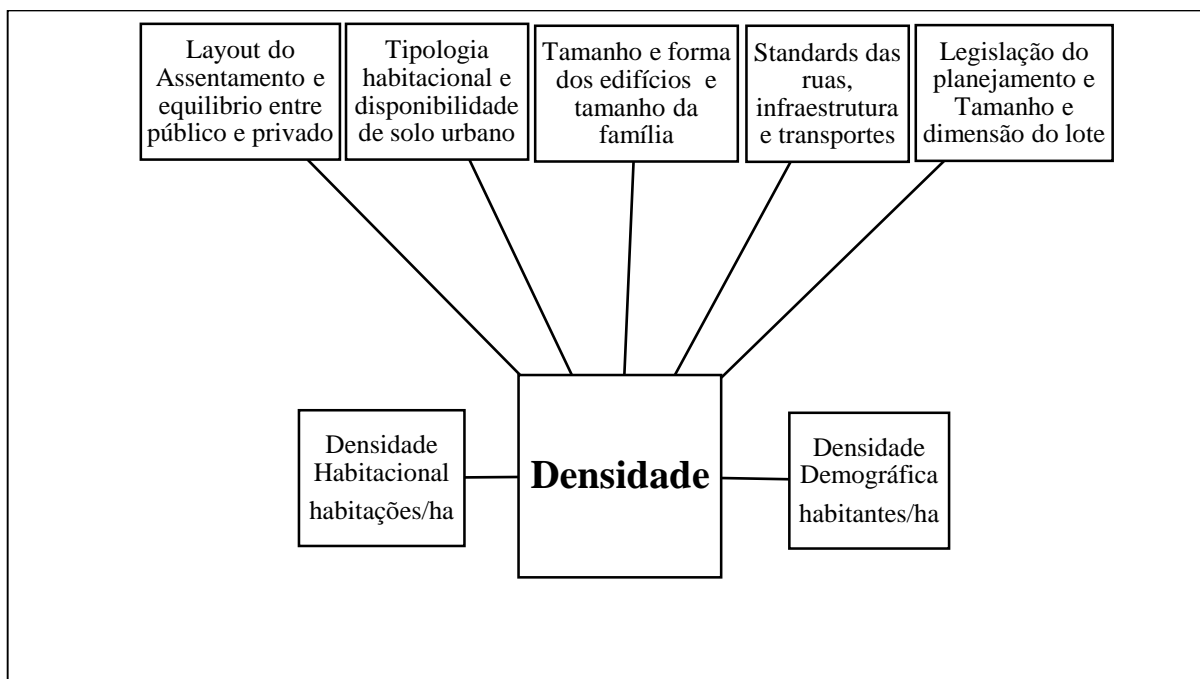 Layout do
Assentamento e
equilibrio entre
público e privado
Tipologia
habitacional e
disponibilidade
de solo urbano
Tamanho e forma
dos edifícios e
tamanho da
família
Standards das
ruas,
infraestrutura
e transportes
Legislação do
planejamento e
Tamanho e
dimensão do lote
Densidade
Habitacional
habitações/ha
Densidade
Densidade
Demográfica
habitantes/ha